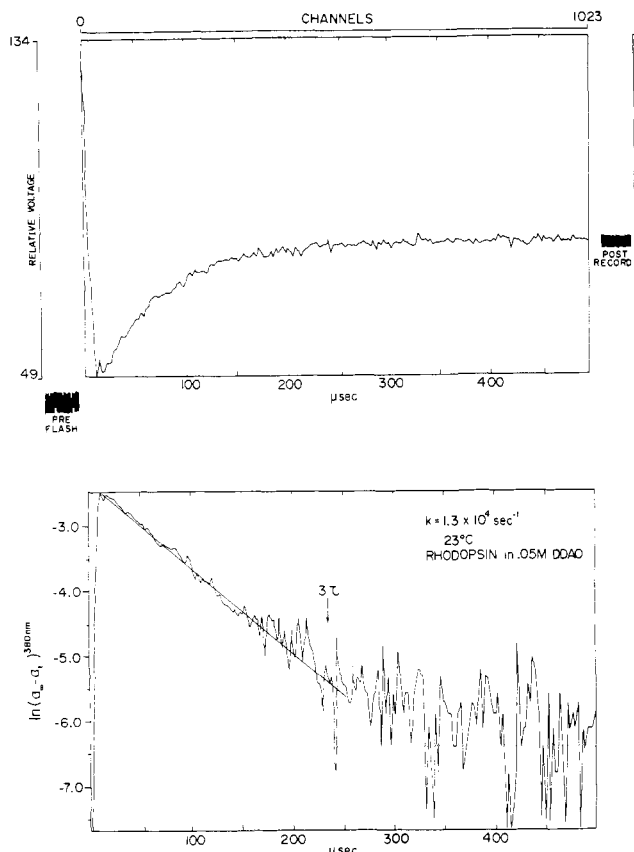 0 CHANNELS 1023
134
RELATIVE VOLTAGE
49
PRE
FLASH
POST
RECORD
100 200 300 400
μsec
k = 1.3 x 10⁴ sec⁻¹
23°C
RHODOPSIN in .05M DDAO
3τ
ln(a∞-aₜ)³⁸⁰ⁿᵐ
-3.0
-4.0
-5.0
-6.0
-7.0
100 200 300 400
μsec